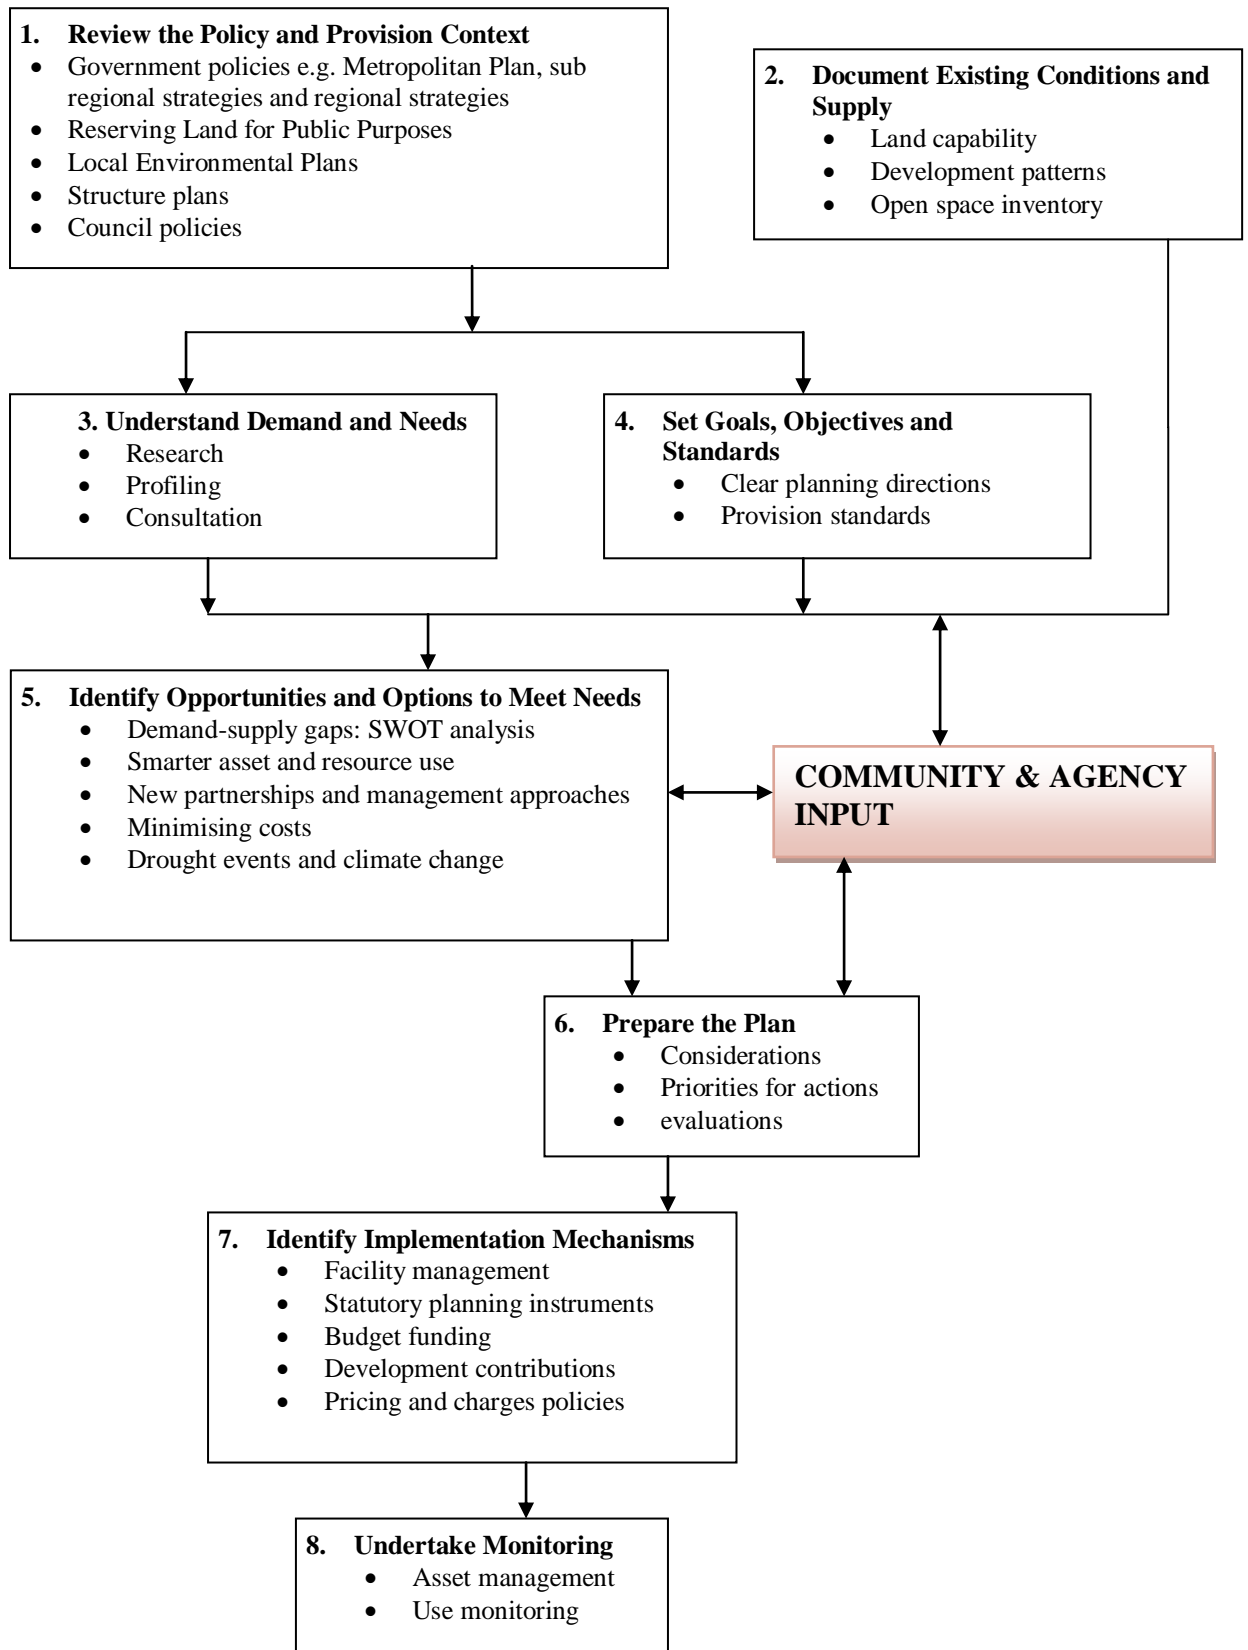 1. Review the Policy and Provision Context
• Government policies e.g. Metropolitan Plan, sub
regional strategies and regional strategies
• Reserving Land for Public Purposes
• Local Environmental Plans
• Structure plans
• Council policies
2. Document Existing Conditions and
Supply
• Land capability
• Development patterns
• Open space inventory
3. Understand Demand and Needs
• Research
• Profiling
• Consultation
4. Set Goals, Objectives and
Standards
• Clear planning directions
• Provision standards
5. Identify Opportunities and Options to Meet Needs
• Demand-supply gaps: SWOT analysis
• Smarter asset and resource use
• New partnerships and management approaches
• Minimising costs
• Drought events and climate change
COMMUNITY & AGENCY
INPUT
6. Prepare the Plan
• Considerations
• Priorities for actions
• evaluations
7. Identify Implementation Mechanisms
• Facility management
• Statutory planning instruments
• Budget funding
• Development contributions
• Pricing and charges policies
8. Undertake Monitoring
• Asset management
• Use monitoring